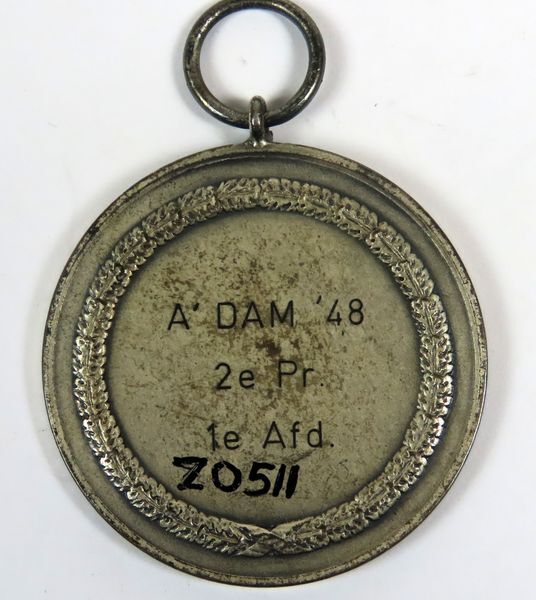 A' DAM '48
2e Pr.
1e Afd.
Z0511